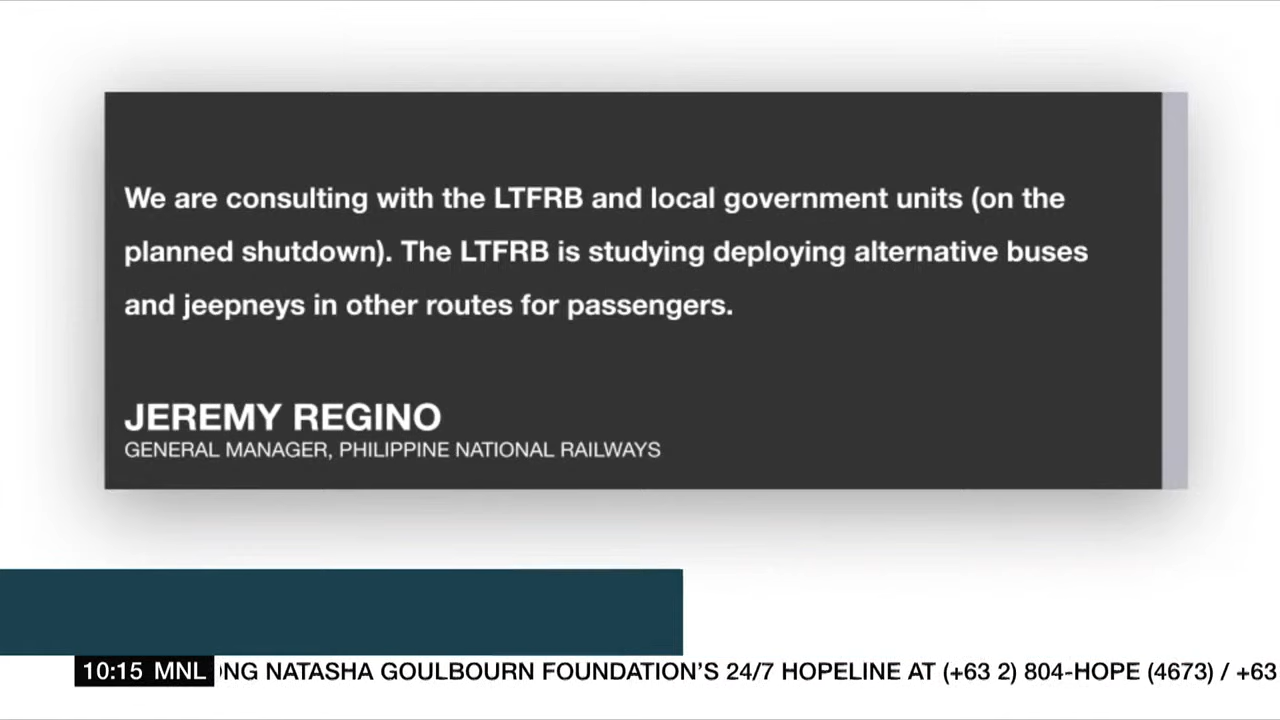 We are consulting with the LTFRB and local government units (on the
planned shutdown). The LTFRB is studying deploying alternative buses
and jeepneys in other routes for passengers.
JEREMY REGINO
GENERAL MANAGER, PHILIPPINE NATIONAL RAILWAYS
10:15 MNL NATASHA GOULBOURN FOUNDATION'S 24/7 HOPELINE AT (+63 2) 804-HOPE (4673) / +63